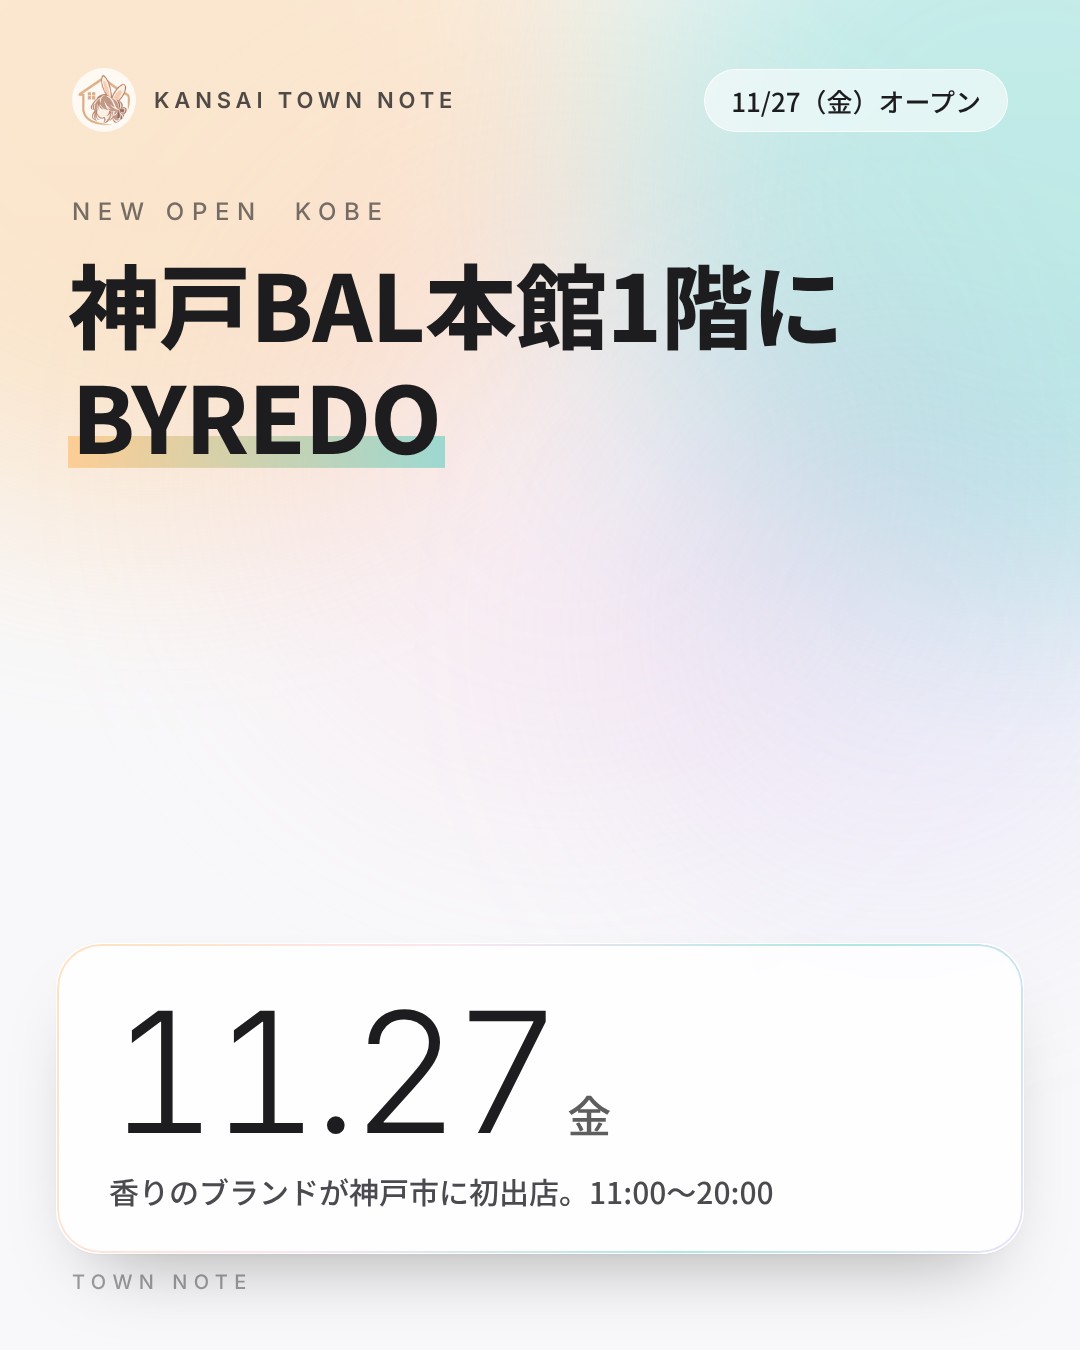 KANSAI TOWN NOTE
11/27（金）オープン
NEW OPEN KOBE
神戸BAL本館1階に
BYREDO
11.27 金
香りのブランドが神戸市に初出店。11:00〜20:00
TOWN NOTE